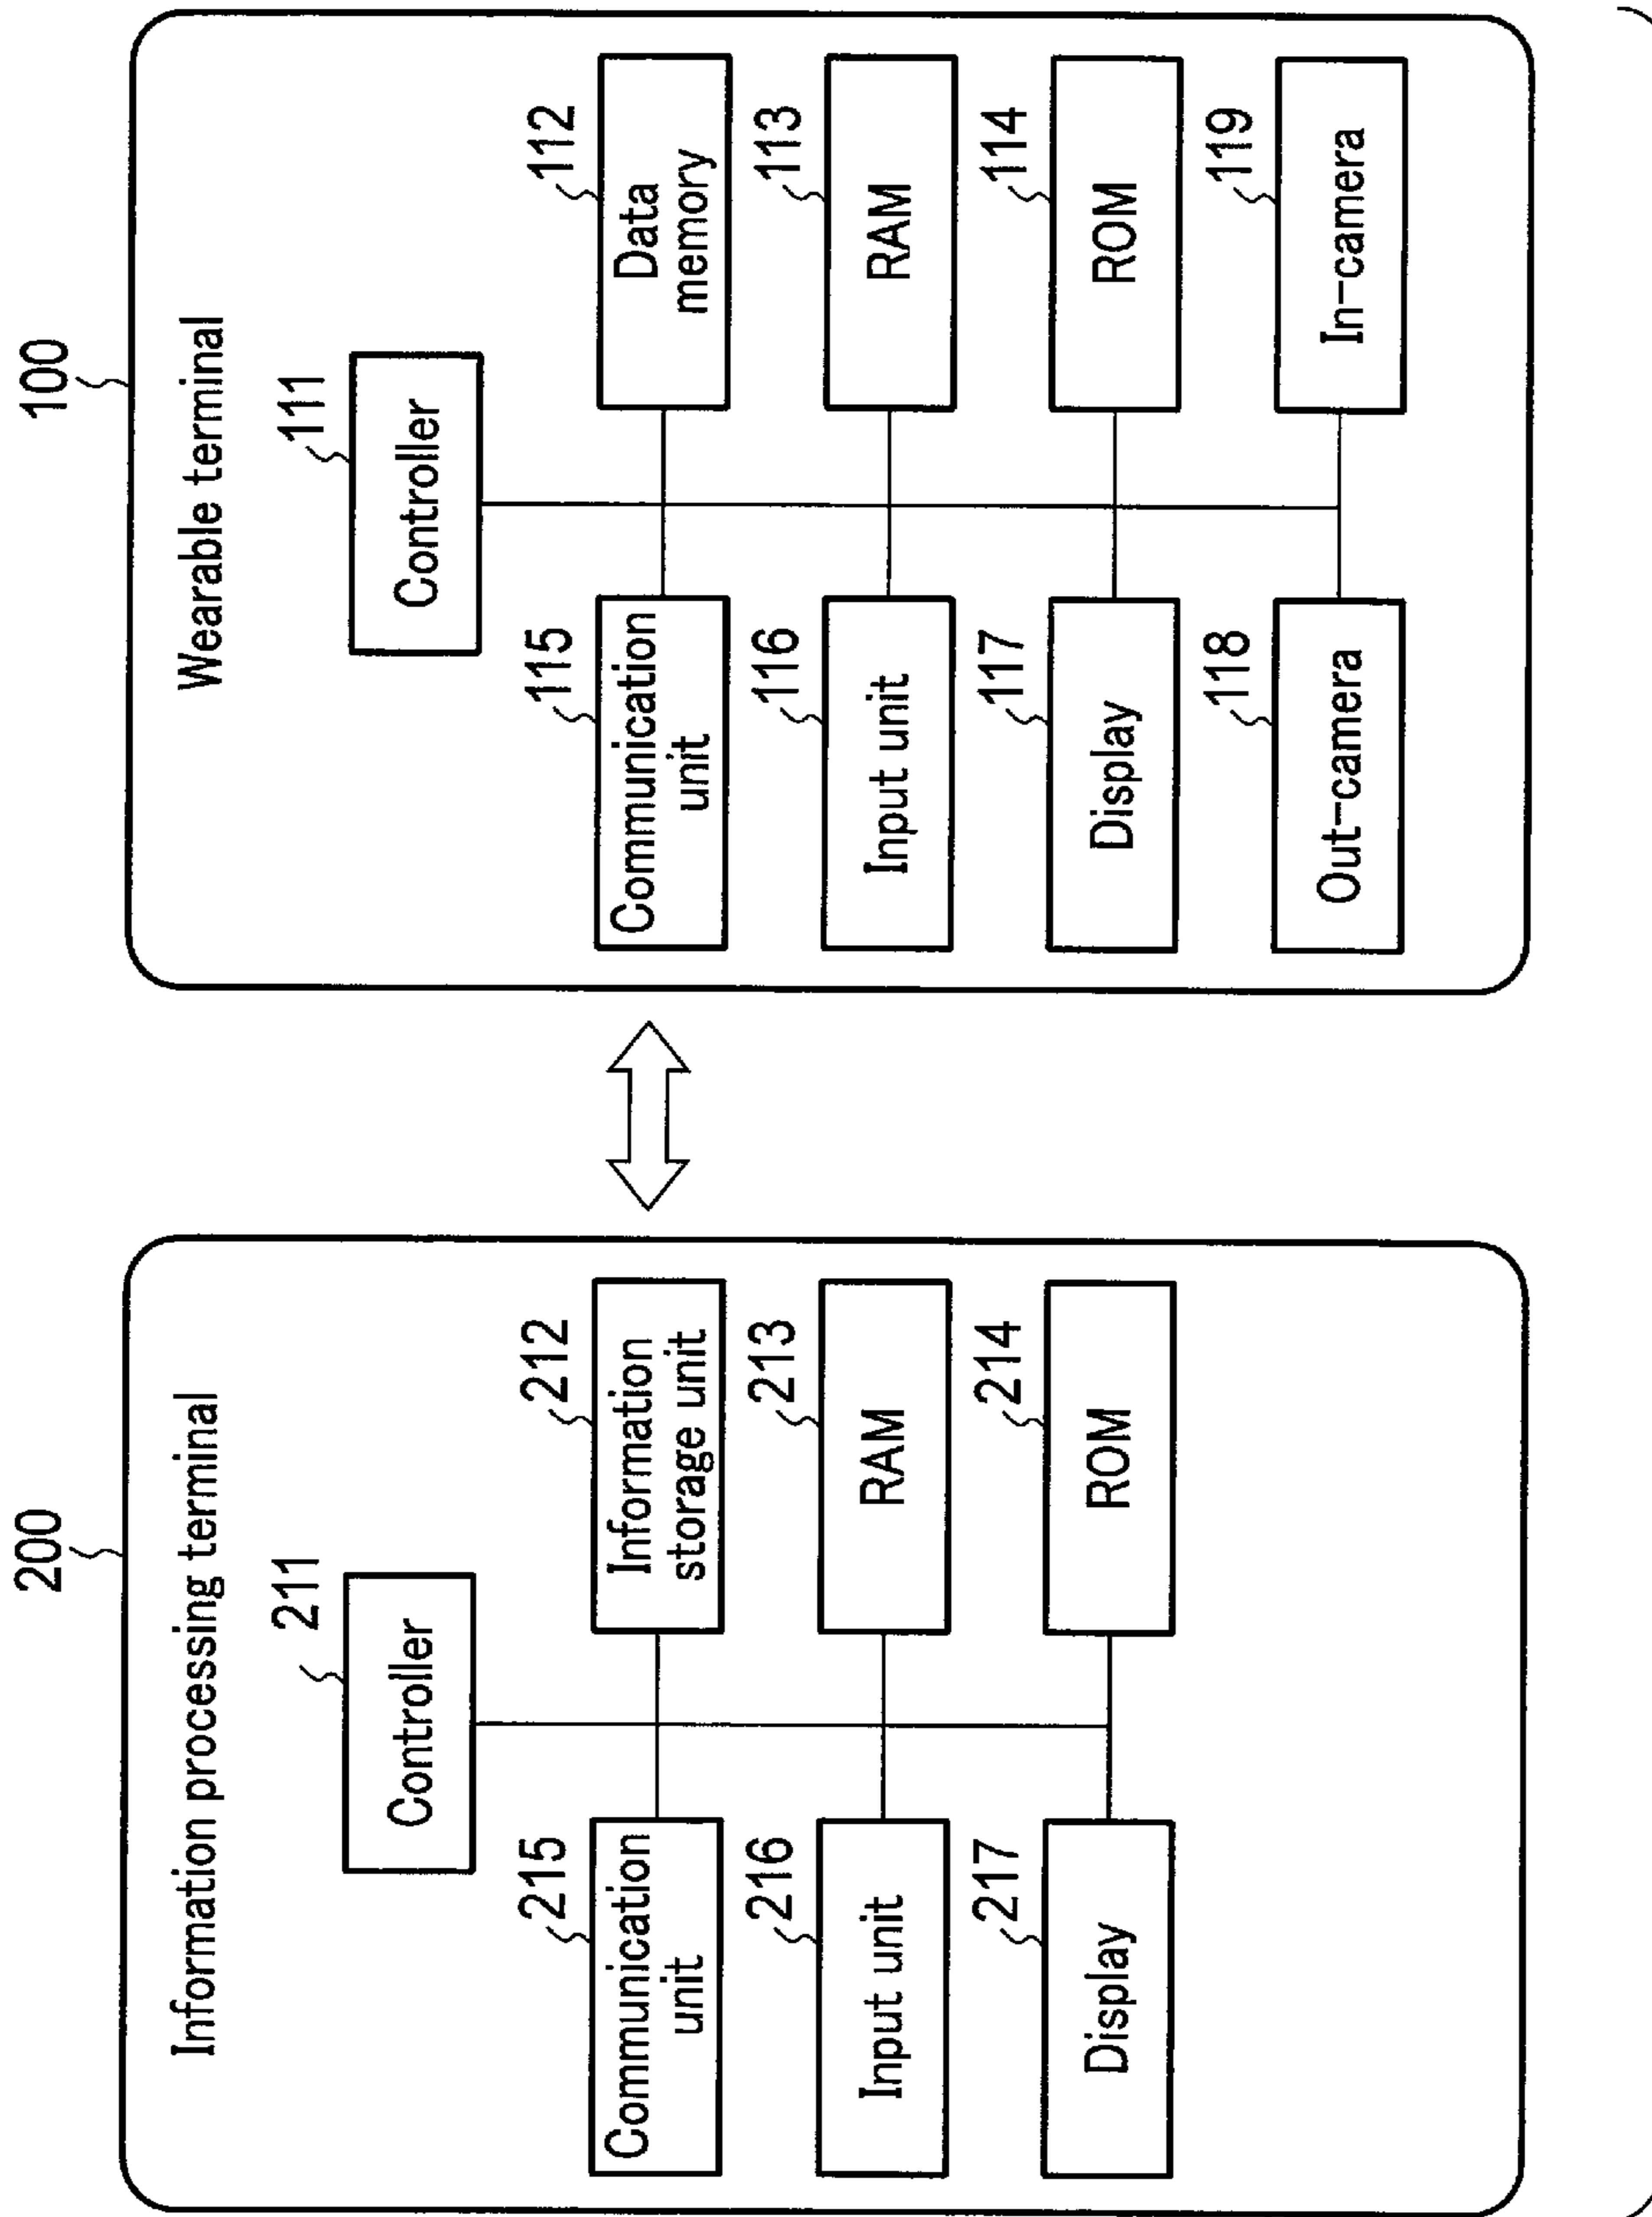 200
Information processing terminal
211
Controller
215
Communication
unit
212
Information
storage unit
216
Input unit
213
RAM
217
Display
214
ROM
100
Wearable terminal
111
Controller
115
Communication
unit
112
Data
memory
116
Input unit
113
RAM
117
Display
114
ROM
118
Out-camera
119
In-camera